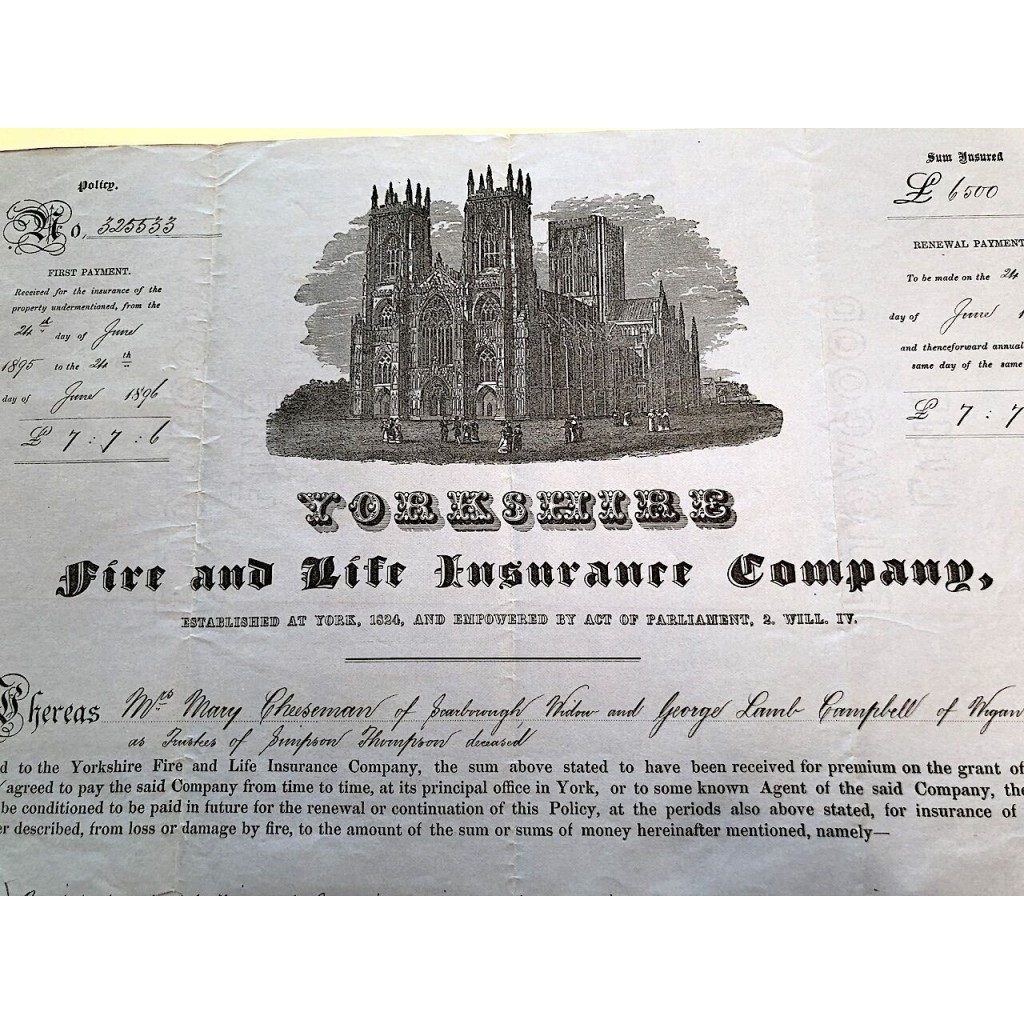 Policy.
No. 325533
FIRST PAYMENT.
Received for the insurance of the
property undermentioned, from the
24th day of June
1895 to the 24th
day of June 1896
£ 7 : 7 : 6
Sum Insured
£ 6500
RENEWAL PAYMENT
To be made on the 24
day of June 1
and thenceforward annual
same day of the same
£ 7 : 7
YORKSHIRE
Fire and Life Insurance Company,
ESTABLISHED AT YORK, 1824, AND EMPOWERED BY ACT OF PARLIAMENT, 2. WILL. IV.
Whereas Mrs Mary Cheeseman of Scarborough Widow and George Lamb Campbell of Wigan
as Trustees of Simpson Thompson deceased
d to the Yorkshire Fire and Life Insurance Company, the sum above stated to have been received for premium on the grant of
agreed to pay the said Company from time to time, at its principal office in York, or to some known Agent of the said Company, the
be conditioned to be paid in future for the renewal or continuation of this Policy, at the periods also above stated, for insurance of
er described, from loss or damage by fire, to the amount of the sum or sums of money hereinafter mentioned, namely—